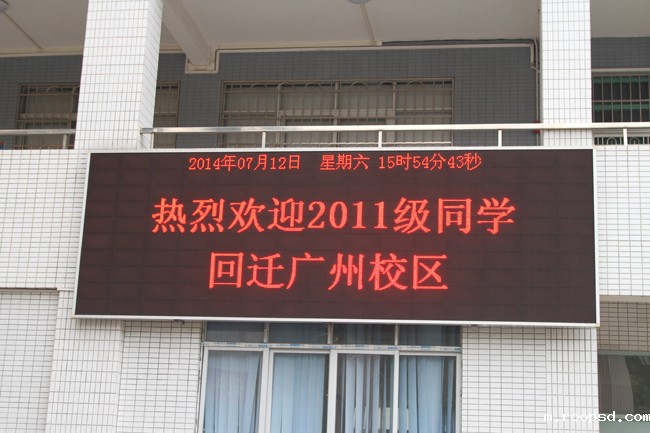 2014年07月12日 星期六 15时54分43秒
热烈欢迎2011级同学
回迁广州校区
m.roopsd.com